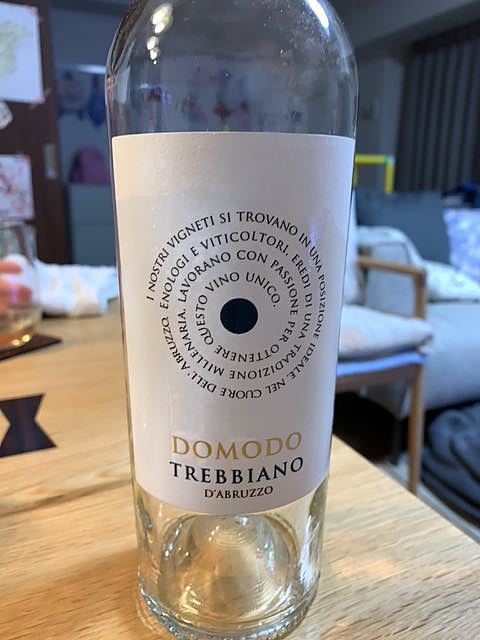 I NOSTRI VIGNETI SI TROVANO IN UNA POSIZIONE IDEALE, NEL CUORE DELL'ABRUZZO. ENOLOGI E VITICOLTORI, EREDI DI UNA TRADIZIONE MILLENARIA, LAVORANO CON PASSIONE PER OTTENERE QUESTO VINO UNICO.
DOMODO
TREBBIANO
D'ABRUZZO